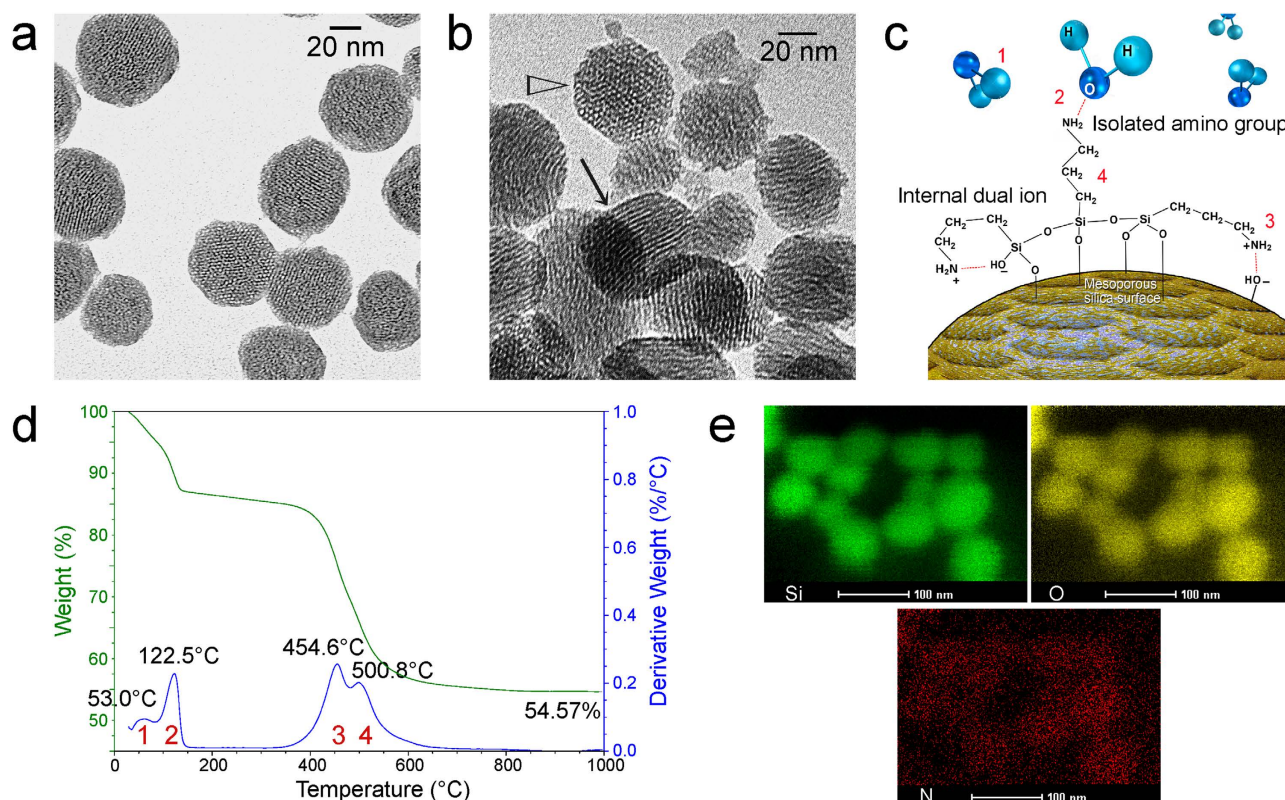 a
20 nm
b
20 nm
c
H
H
O
1
2
NH₂
Isolated amino group
CH₂
CH₂
4
CH₂
Internal dual ion
CH₂
CH₂
CH₂
H₂N
+
HO
−
Si
O
Si
O
Si
CH₂
CH₂
CH₂
3
+NH₂
O
O
O
O
HO−
Mesoporous
silica-surface
d
Weight (%)
100
90
80
70
60
50
53.0°C
122.5°C
454.6°C
500.8°C
54.57%
1
2
3
4
200
400
600
800
1000
Temperature (°C)
1.0
0.8
0.6
0.4
0.2
0.0
Derivative Weight (%/°C)
e
Si
100 nm
O
100 nm
N
100 nm